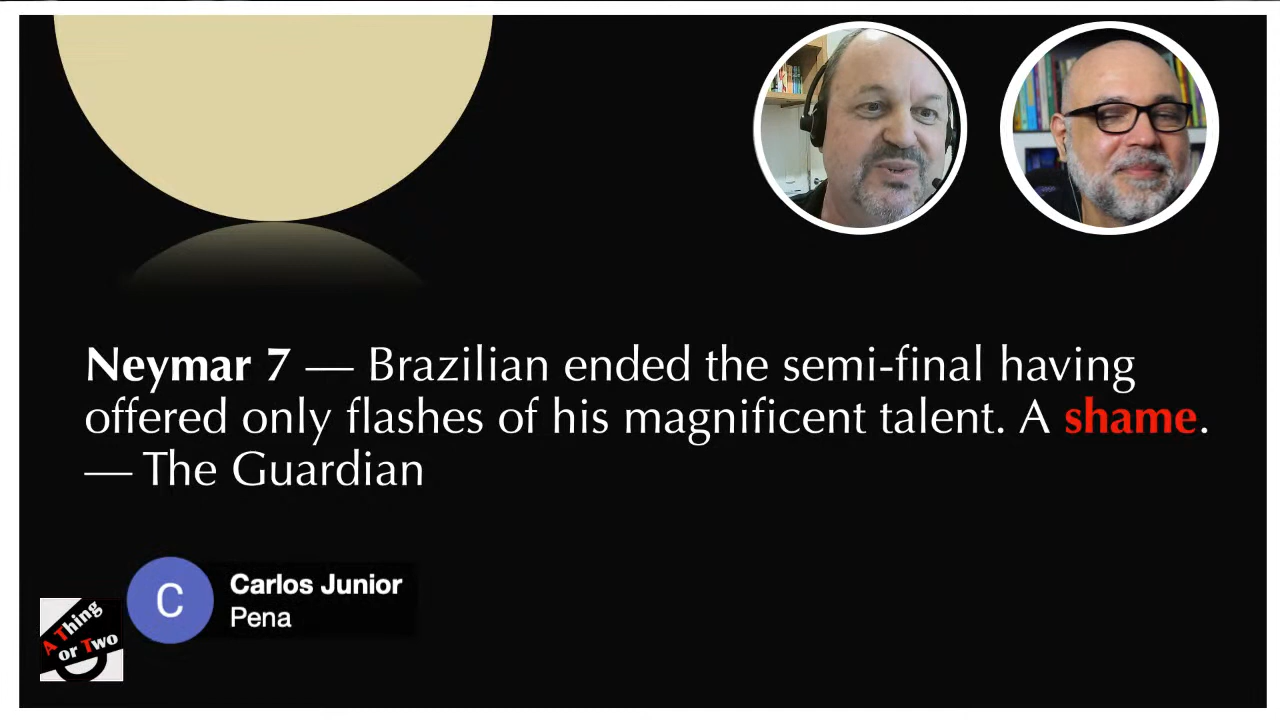 Neymar 7 — Brazilian ended the semi-final having
offered only flashes of his magnificent talent. A shame.
— The Guardian
C
Carlos Junior
Pena
A Thing
or Two